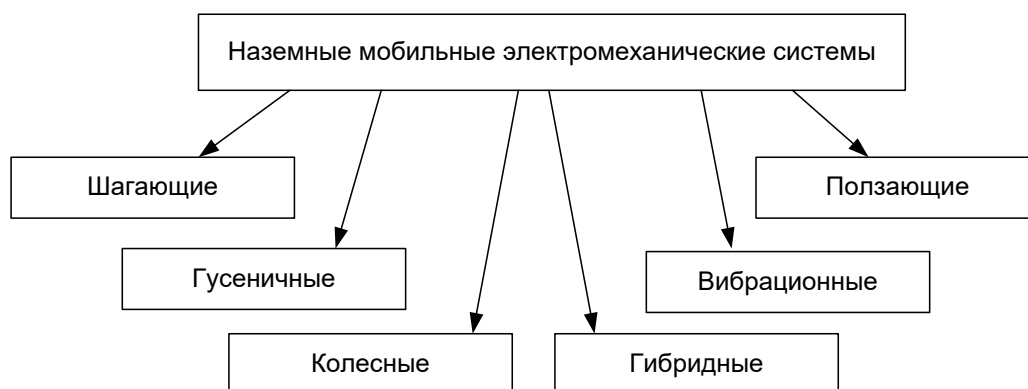 Наземные мобильные электромеханические системы
Шагающие
Ползающие
Гусеничные
Вибрационные
Колесные
Гибридные